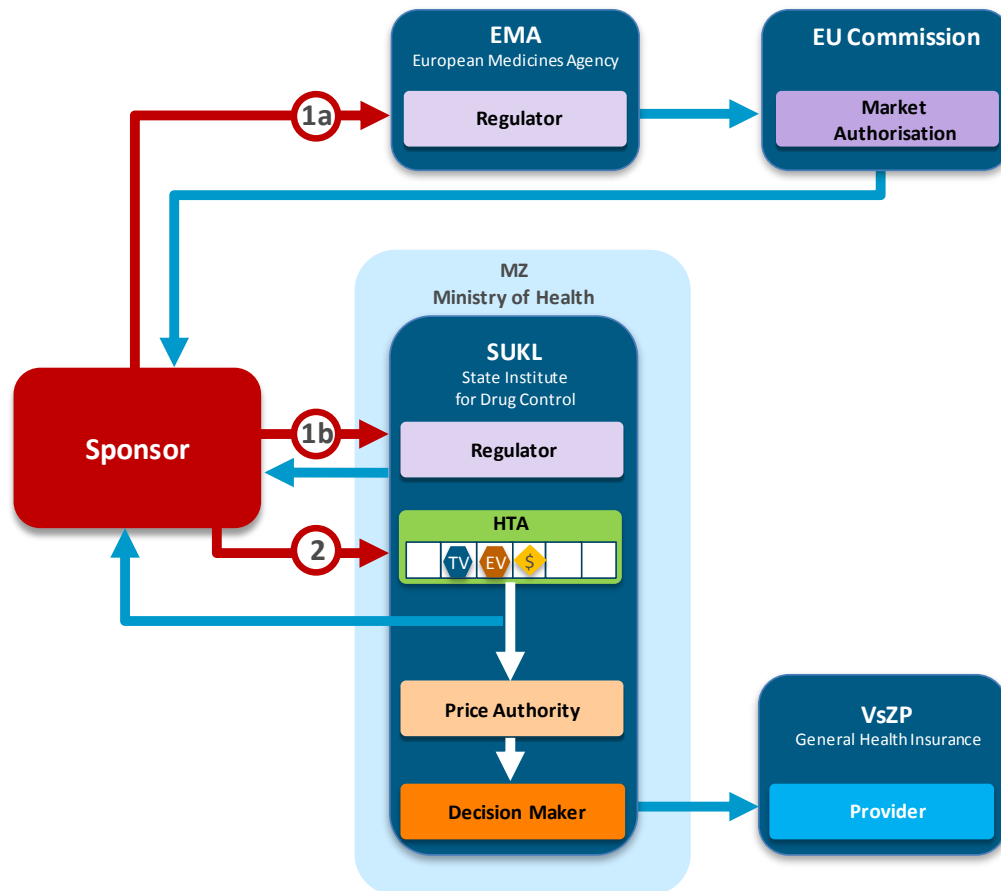 EMA
European Medicines Agency
Regulator
EU Commission
Market
Authorisation
1a
MZ
Ministry of Health
SUKL
State Institute
for Drug Control
Sponsor
1b
Regulator
HTA
2
TV
EV
$
Price Authority
Decision Maker
VsZP
General Health Insurance
Provider